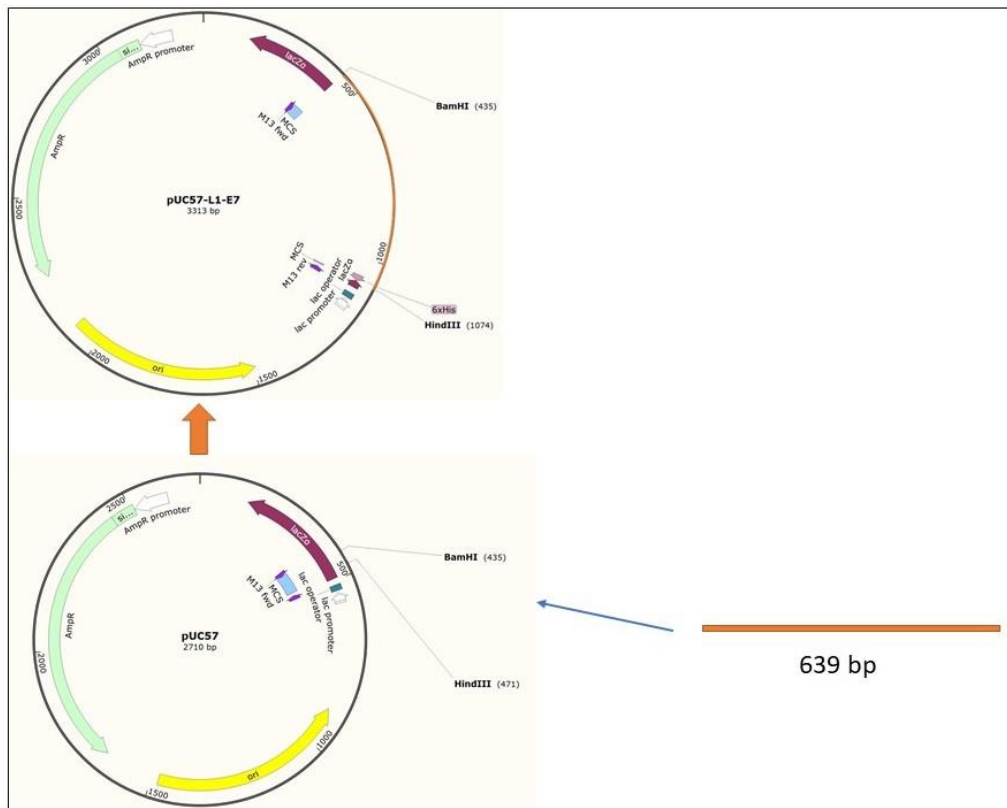 3000
si...
AmpR promoter
lacZα
500
BamHI (435)
M13 fwd
MCS
AmpR
pUC57-L1-E7
3313 bp
2500
1000
MCS
M13 rev
lac operator
lacZα
lac promoter
6xHis
HindIII (1074)
2000
ori
1500
2500
si...
AmpR promoter
lacZα
BamHI (435)
500
M13 fwd
MCS
lac operator
lac promoter
AmpR
pUC57
2710 bp
639 bp
2000
HindIII (471)
1000
ori
1500